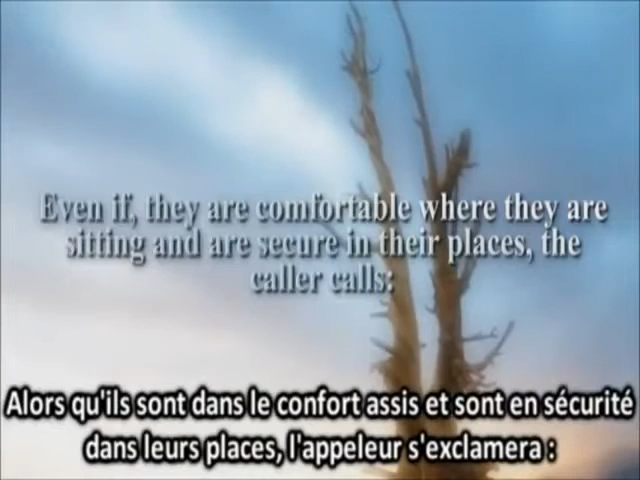 Even if, they are comfortable where they are
sitting and are secure in their places, the
caller calls:
Alors qu'ils sont dans le confort assis et sont en sécurité
dans leurs places, l'appeleur s'exclamera :